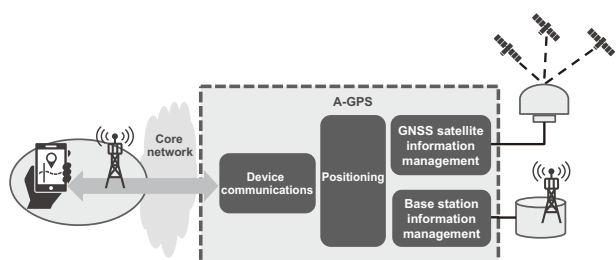 A-GPS
Core
network
Device
communications
Positioning
GNSS satellite
information
management
Base station
information
management